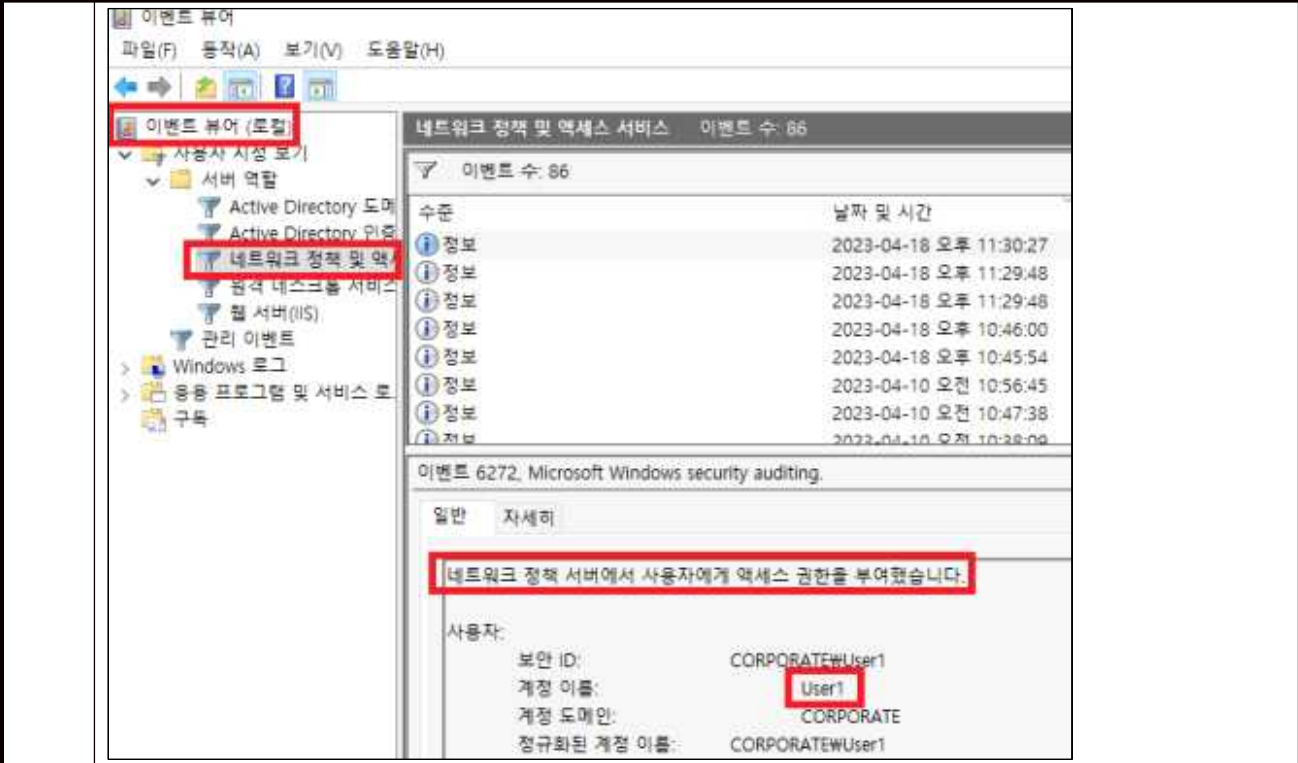 이벤트 뷰어
파일(F) 동작(A) 보기(V) 도움말(H)
이벤트 뷰어 (로컬)
사용자 지정 보기
서버 역할
Active Directory 도메
Active Directory 인증
네트워크 정책 및 액세
원격 데스크톱 서비스
웹 서버(IIS)
관리 이벤트
Windows 로그
응용 프로그램 및 서비스 로
구독
네트워크 정책 및 액세스 서비스 이벤트 수: 86
이벤트 수: 86
수준 날짜 및 시간
정보 2023-04-18 오후 11:30:27
정보 2023-04-18 오후 11:29:48
정보 2023-04-18 오후 11:29:48
정보 2023-04-18 오후 10:46:00
정보 2023-04-18 오후 10:45:54
정보 2023-04-10 오전 10:56:45
정보 2023-04-10 오전 10:47:38
정보 2023-04-10 오전 10:38:09
이벤트 6272, Microsoft Windows security auditing.
일반 자세히
네트워크 정책 서버에서 사용자에게 액세스 권한을 부여했습니다.
사용자:
보안 ID: CORPORATE₩User1
계정 이름: User1
계정 도메인: CORPORATE
정규화된 계정 이름: CORPORATE₩User1